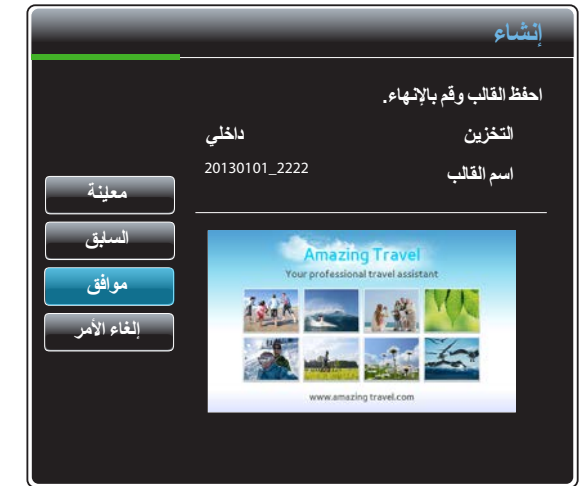 إنشاء
احفظ القالب وقم بالإنهاء.
التخزين داخلي
اسم القالب 20130101_2222
معاينة
السابق
موافق
إلغاء الأمر
Amazing Travel
Your professional travel assistant
www.amazing travel.com